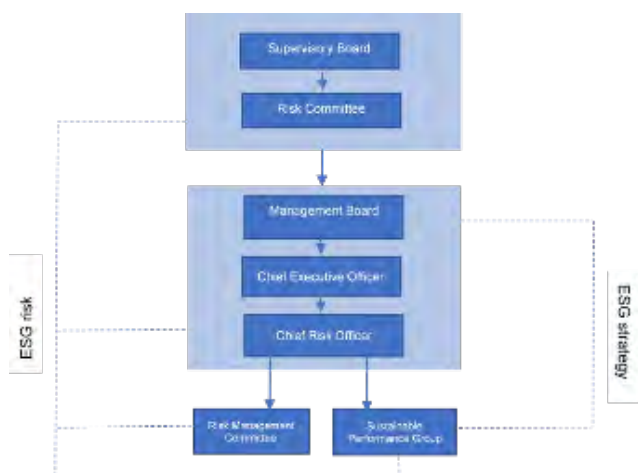 Supervisory Board
Risk Committee
Management Board
Chief Executive Officer
Chief Risk Officer
Risk Management
Committee
Sustainable
Performance Group
ESG risk
ESG strategy